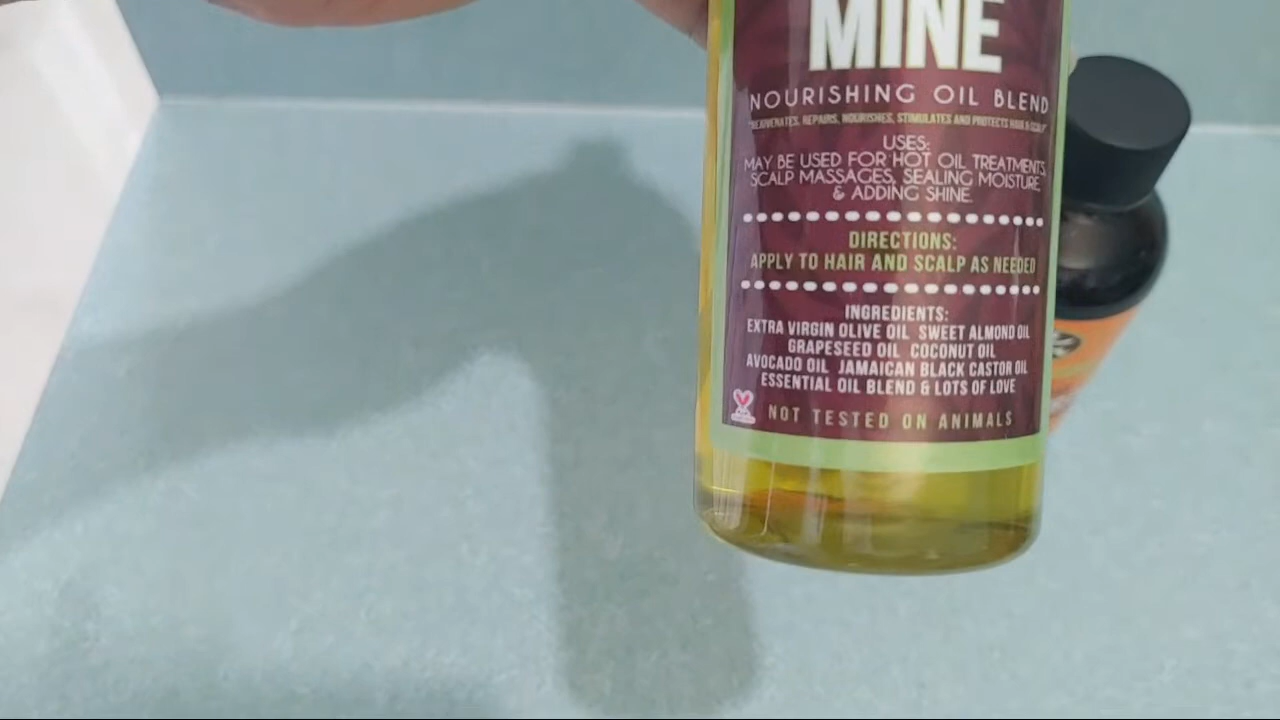 MINE
NOURISHING OIL BLEND
"REJUVENATES, REPAIRS, NOURISHES, STIMULATES AND PROTECTS HAIR & SCALP"
USES:
MAY BE USED FOR HOT OIL TREATMENTS,
SCALP MASSAGES, SEALING MOISTURE,
& ADDING SHINE.
DIRECTIONS:
APPLY TO HAIR AND SCALP AS NEEDED
INGREDIENTS:
EXTRA VIRGIN OLIVE OIL SWEET ALMOND OIL
GRAPESEED OIL COCONUT OIL
AVOCADO OIL JAMAICAN BLACK CASTOR OIL
ESSENTIAL OIL BLEND & LOTS OF LOVE
NOT TESTED ON ANIMALS